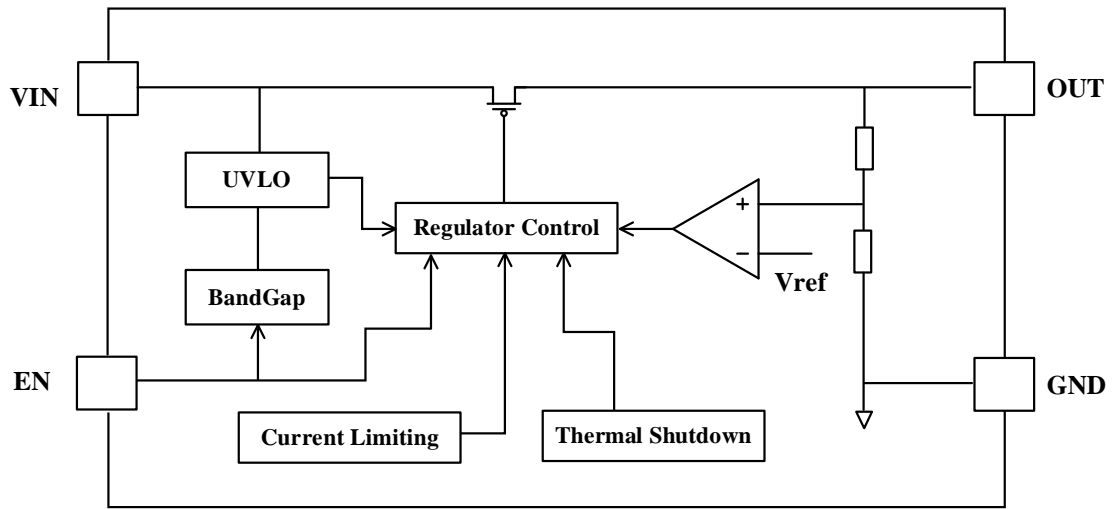 VIN
OUT
UVLO
Regulator Control
+
−
Vref
BandGap
EN
GND
Current Limiting
Thermal Shutdown